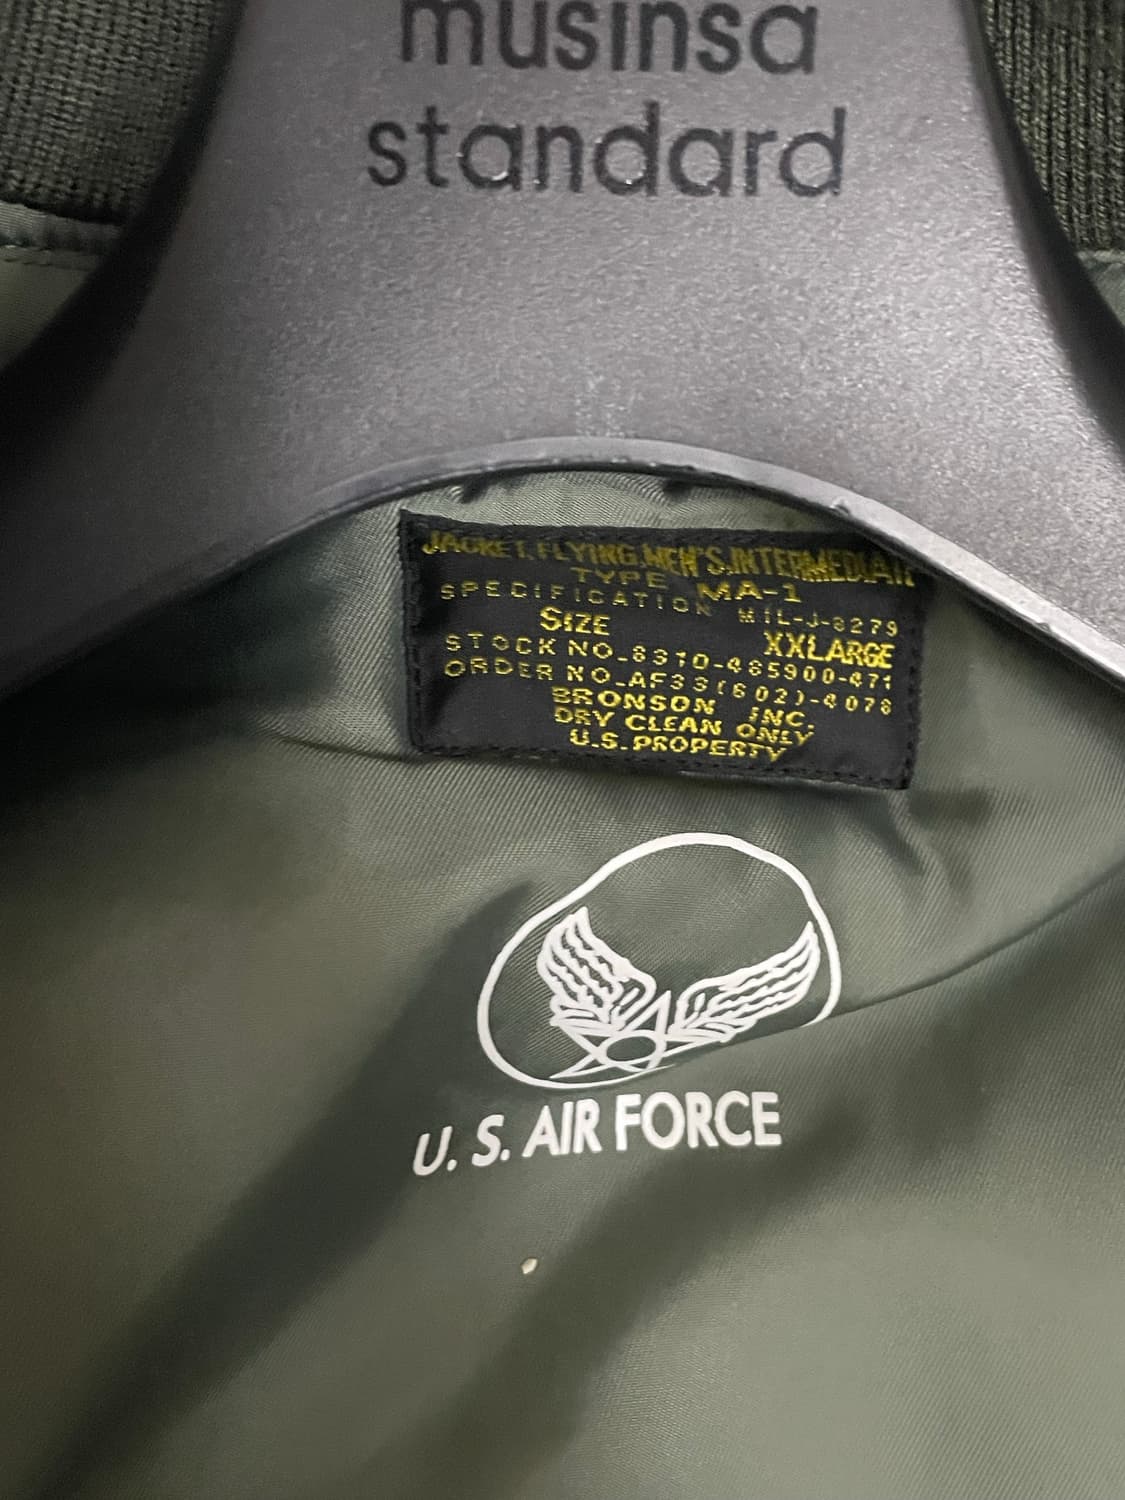 musinsa
standard
JACKET, FLYING, MEN'S, INTERMEDIATE
TYPE MA-1
SPECIFICATION MIL-J-8279
SIZE XXLARGE
STOCK NO. 8310-485900-471
ORDER NO. AF33(602)-4078
BRONSON INC.
DRY CLEAN ONLY
U.S. PROPERTY
U. S. AIR FORCE